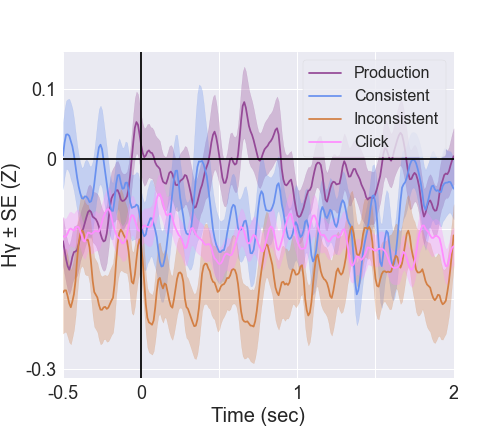 Production
Consistent
Inconsistent
Click
0.1
0
-0.3
Hγ ± SE (Z)
-0.5 0 1 2
Time (sec)